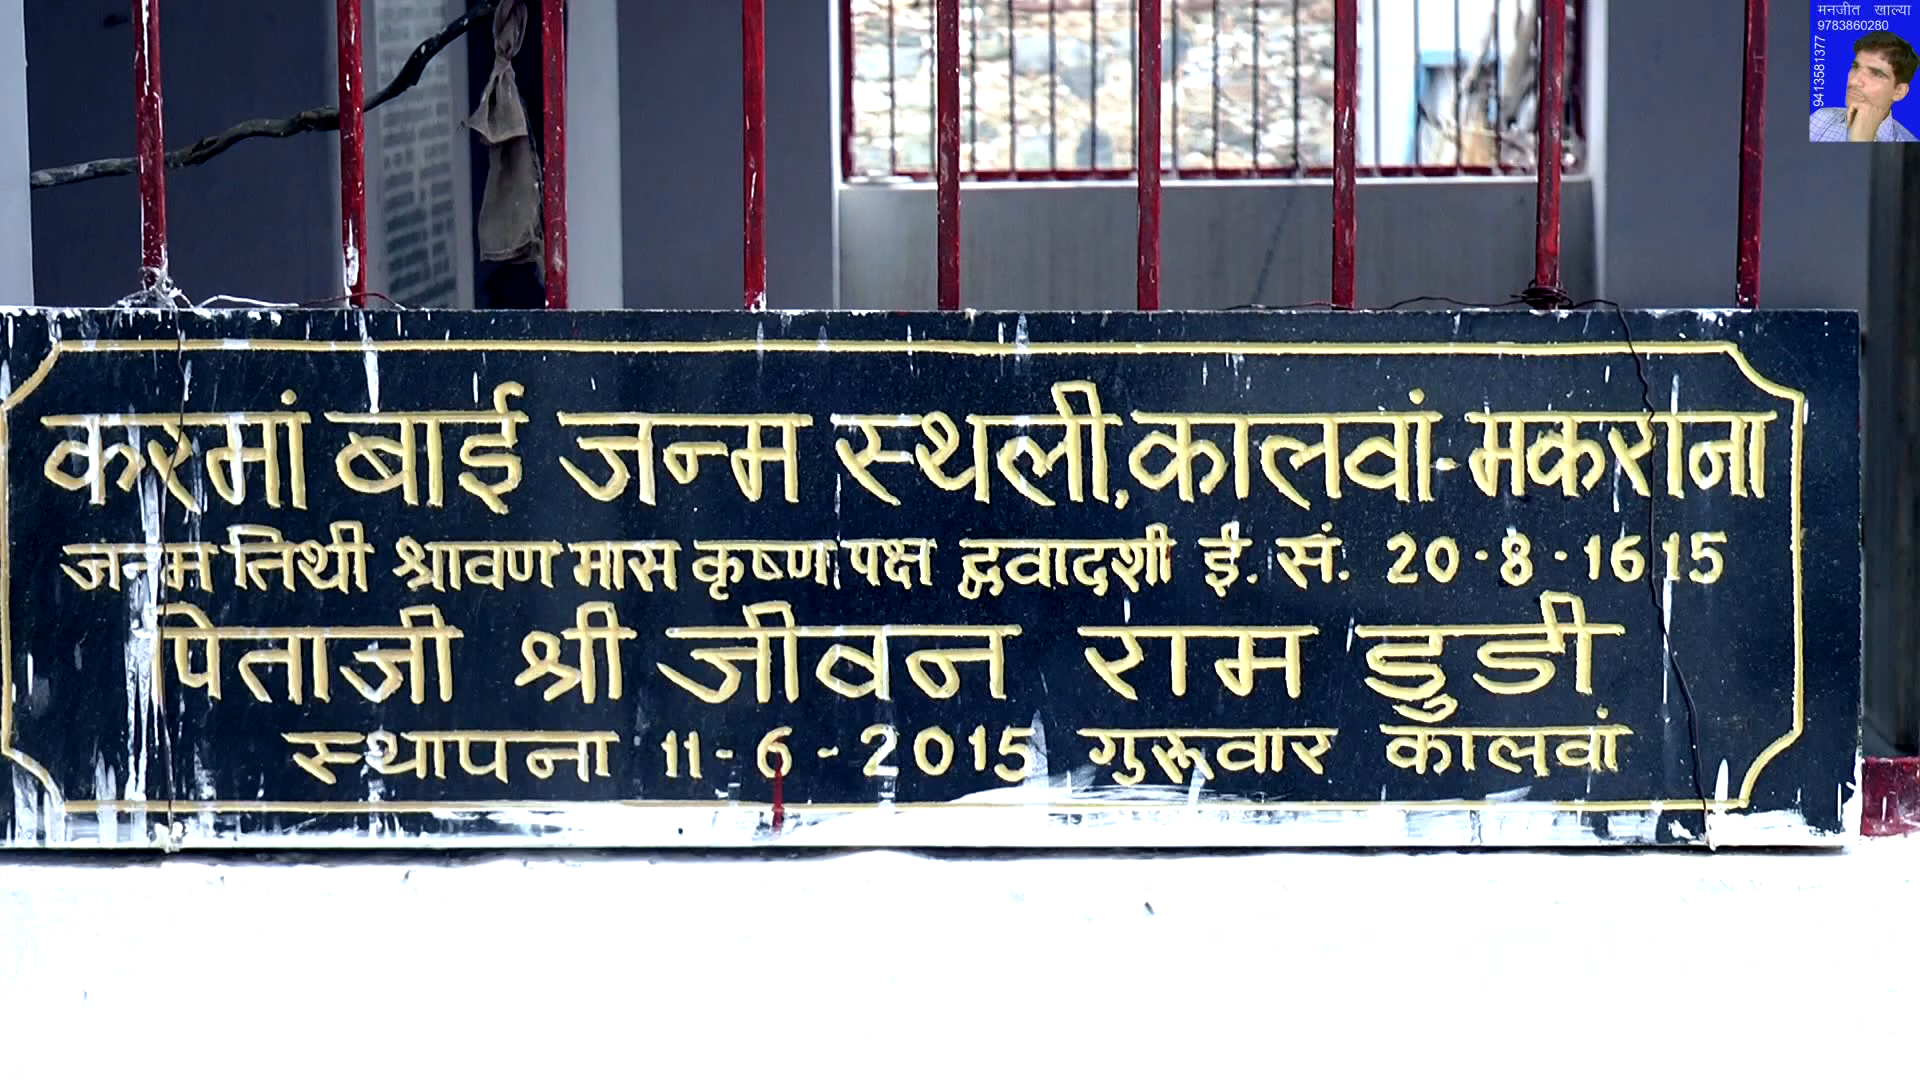 मनजीत खाल्या
9783860280
9413581377
करमां बाई जन्म स्थली, कालवां-मकराना
जन्म तिथी श्रावण मास कृष्ण पक्ष द्ववादशी ई. सं. 20-8-1615
पिताजी श्री जीवन राम डुडी
स्थापना 11-6-2015 गुरूवार कालवां